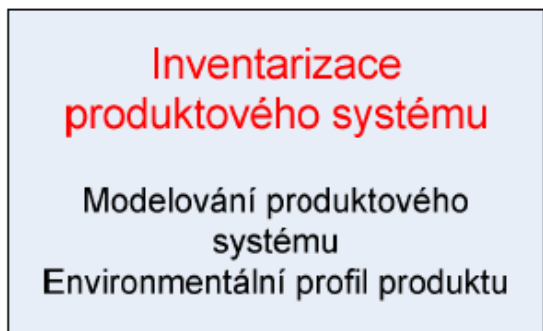 Inventarizace
produktového systému
Modelování produktového
systému
Environmentální profil produktu